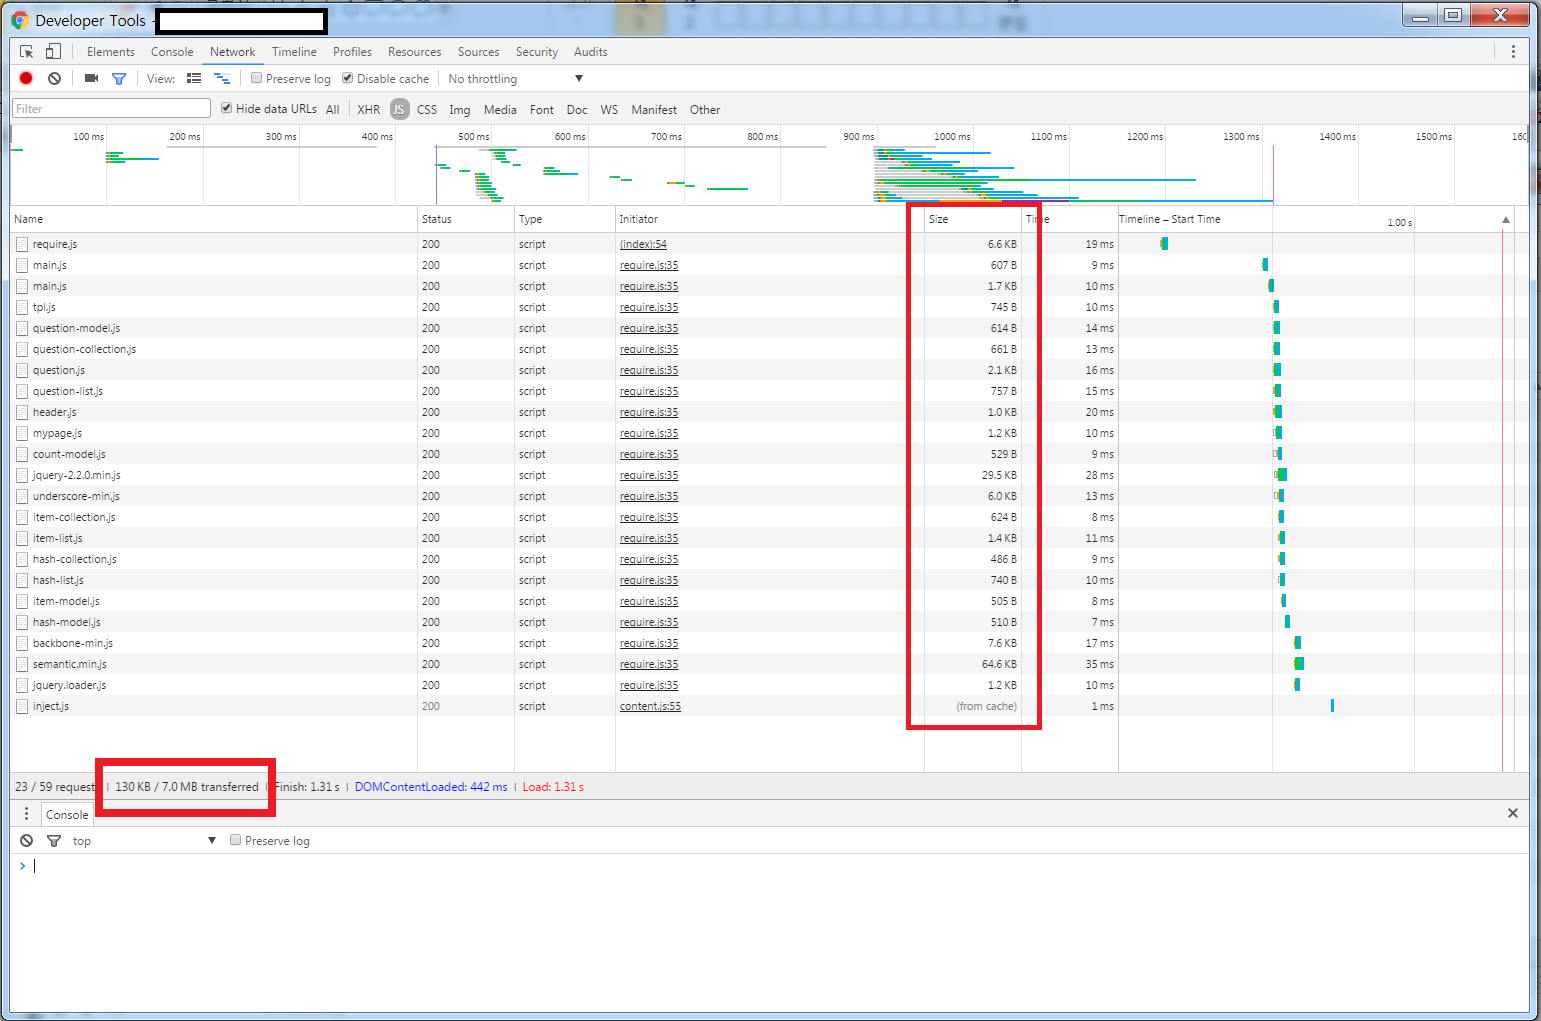 Developer Tools -
Elements Console Network Timeline Profiles Resources Sources Security Audits
View: Preserve log Disable cache No throttling
Filter Hide data URLs All XHR JS CSS Img Media Font Doc WS Manifest Other
100 ms 200 ms 300 ms 400 ms 500 ms 600 ms 700 ms 800 ms 900 ms 1000 ms 1100 ms 1200 ms 1300 ms 1400 ms 1500 ms
Name Status Type Initiator Size Time Timeline – Start Time 1.00 s
require.js 200 script (index):54 6.6 KB 19 ms
main.js 200 script require.js:35 607 B 9 ms
main.js 200 script require.js:35 1.7 KB 10 ms
tpl.js 200 script require.js:35 745 B 10 ms
question-model.js 200 script require.js:35 614 B 14 ms
question-collection.js 200 script require.js:35 661 B 13 ms
question.js 200 script require.js:35 2.1 KB 16 ms
question-list.js 200 script require.js:35 757 B 15 ms
header.js 200 script require.js:35 1.0 KB 20 ms
mypage.js 200 script require.js:35 1.2 KB 10 ms
count-model.js 200 script require.js:35 529 B 9 ms
jquery-2.2.0.min.js 200 script require.js:35 29.5 KB 28 ms
underscore-min.js 200 script require.js:35 6.0 KB 13 ms
item-collection.js 200 script require.js:35 624 B 8 ms
item-list.js 200 script require.js:35 1.4 KB 11 ms
hash-collection.js 200 script require.js:35 486 B 9 ms
hash-list.js 200 script require.js:35 740 B 10 ms
item-model.js 200 script require.js:35 505 B 8 ms
hash-model.js 200 script require.js:35 510 B 7 ms
backbone-min.js 200 script require.js:35 7.6 KB 17 ms
semantic.min.js 200 script require.js:35 64.6 KB 35 ms
jquery.loader.js 200 script require.js:35 1.2 KB 10 ms
inject.js 200 script content.js:55 (from cache) 1 ms
23 / 59 request | 130 KB / 7.0 MB transferred | Finish: 1.31 s | DOMContentLoaded: 442 ms | Load: 1.31 s
Console
top Preserve log